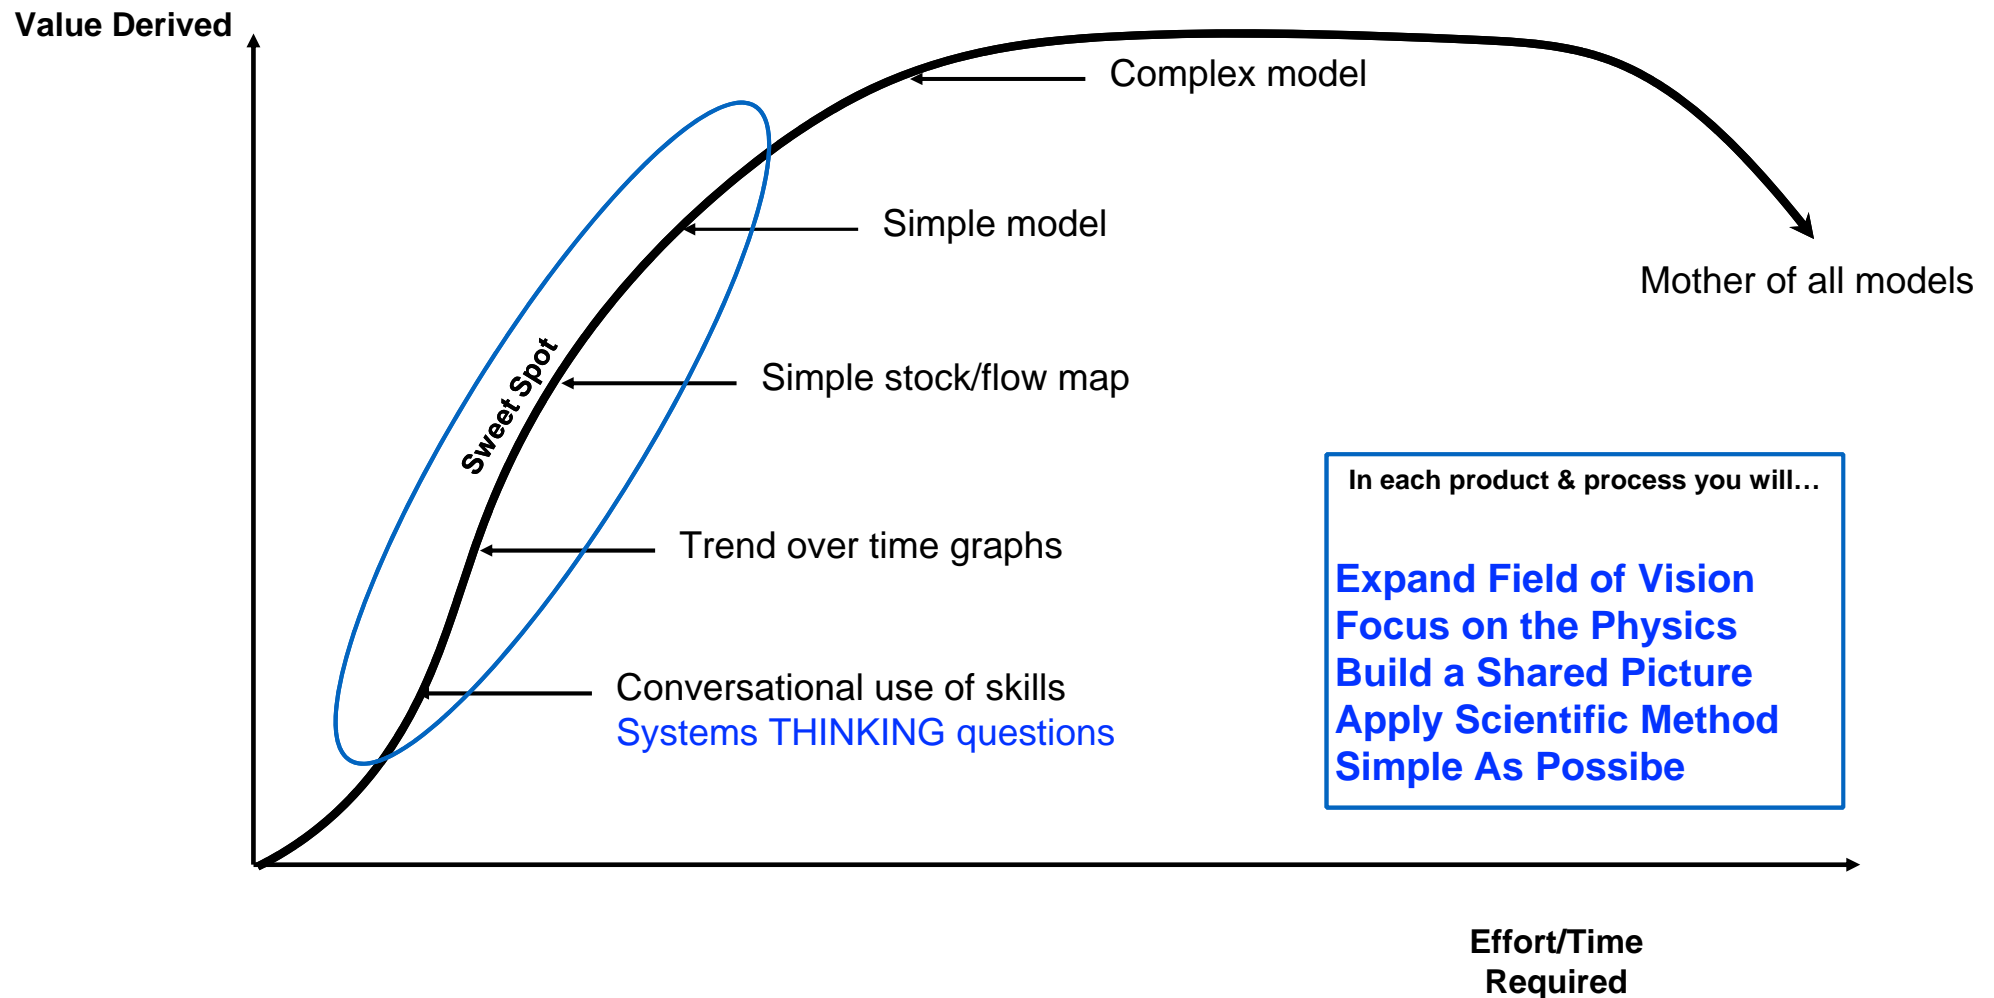 Value Derived
Complex model
Simple model
Mother of all models
Sweet Spot
Simple stock/flow map
In each product & process you will…
Trend over time graphs
Expand Field of Vision
Focus on the Physics
Build a Shared Picture
Apply Scientific Method
Simple As Possibe
Conversational use of skills
Systems THINKING questions
Effort/Time
Required